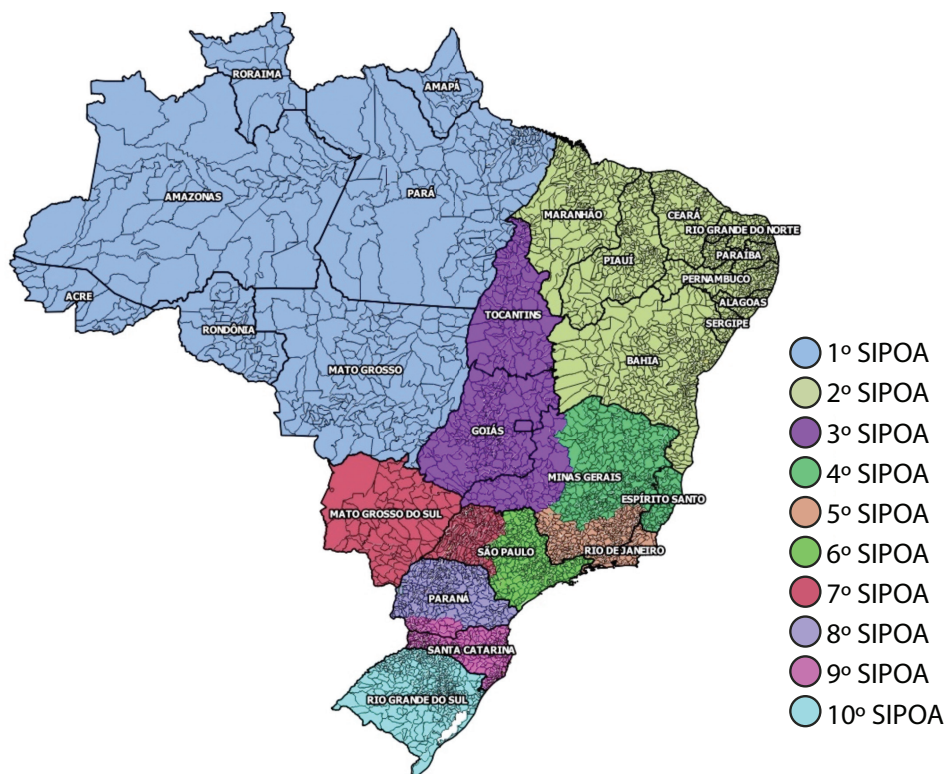 RORAIMA
AMAPÁ
AMAZONAS
PARÁ
MARANHÃO
CEARÁ
RIO GRANDE DO NORTE
PARAÍBA
PIAUÍ
PERNAMBUCO
ACRE
ALAGOAS
TOCANTINS
SERGIPE
RONDÔNIA
BAHIA
MATO GROSSO
GOIÁS
MINAS GERAIS
ESPÍRITO SANTO
MATO GROSSO DO SUL
SÃO PAULO
RIO DE JANEIRO
PARANÁ
SANTA CATARINA
RIO GRANDE DO SUL
1º SIPOA
2º SIPOA
3º SIPOA
4º SIPOA
5º SIPOA
6º SIPOA
7º SIPOA
8º SIPOA
9º SIPOA
10º SIPOA